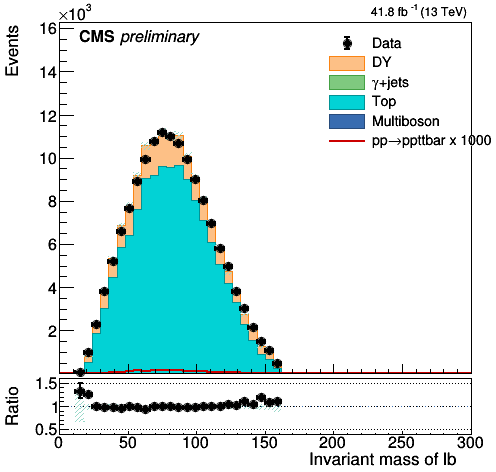 ×10³
41.8 fb⁻¹ (13 TeV)
CMS preliminary
Events
16
14
12
10
8
6
4
2
Data
DY
γ+jets
Top
Multiboson
pp→ppttbar x 1000
Ratio
1.5
1
0.5
0 50 100 150 200 250 300
Invariant mass of lb